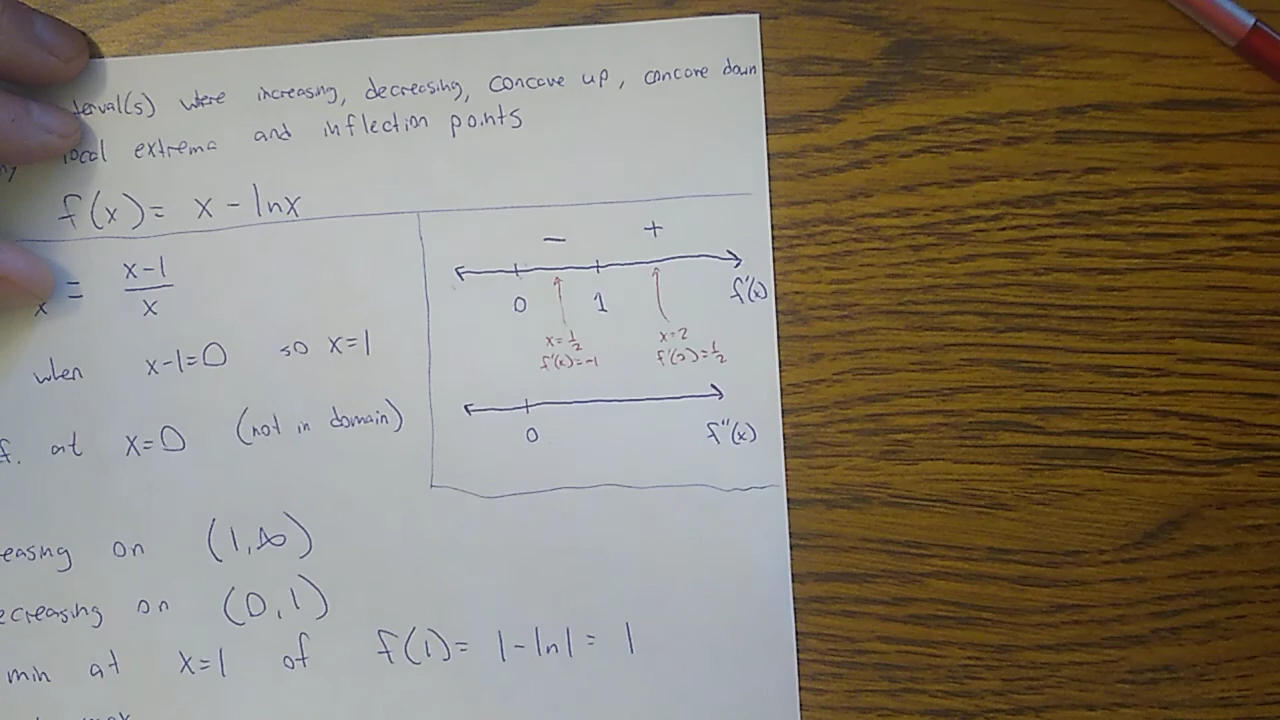 terval(s) where increasing, decreasing, concave up, concave down
local extrema and inflection points
f(x) = x - lnx
x = (x-1)/x
when x-1=0 so x=1
f. at x=0 (not in domain)
easing on (1,∞)
ecreasing on (0,1)
min at x=1 of f(1) = 1 - ln1 = 1
− +
0 1 f'(x)
x=1/2 x=2
f'(x)=-1 f'(2)=1/2
0 f''(x)